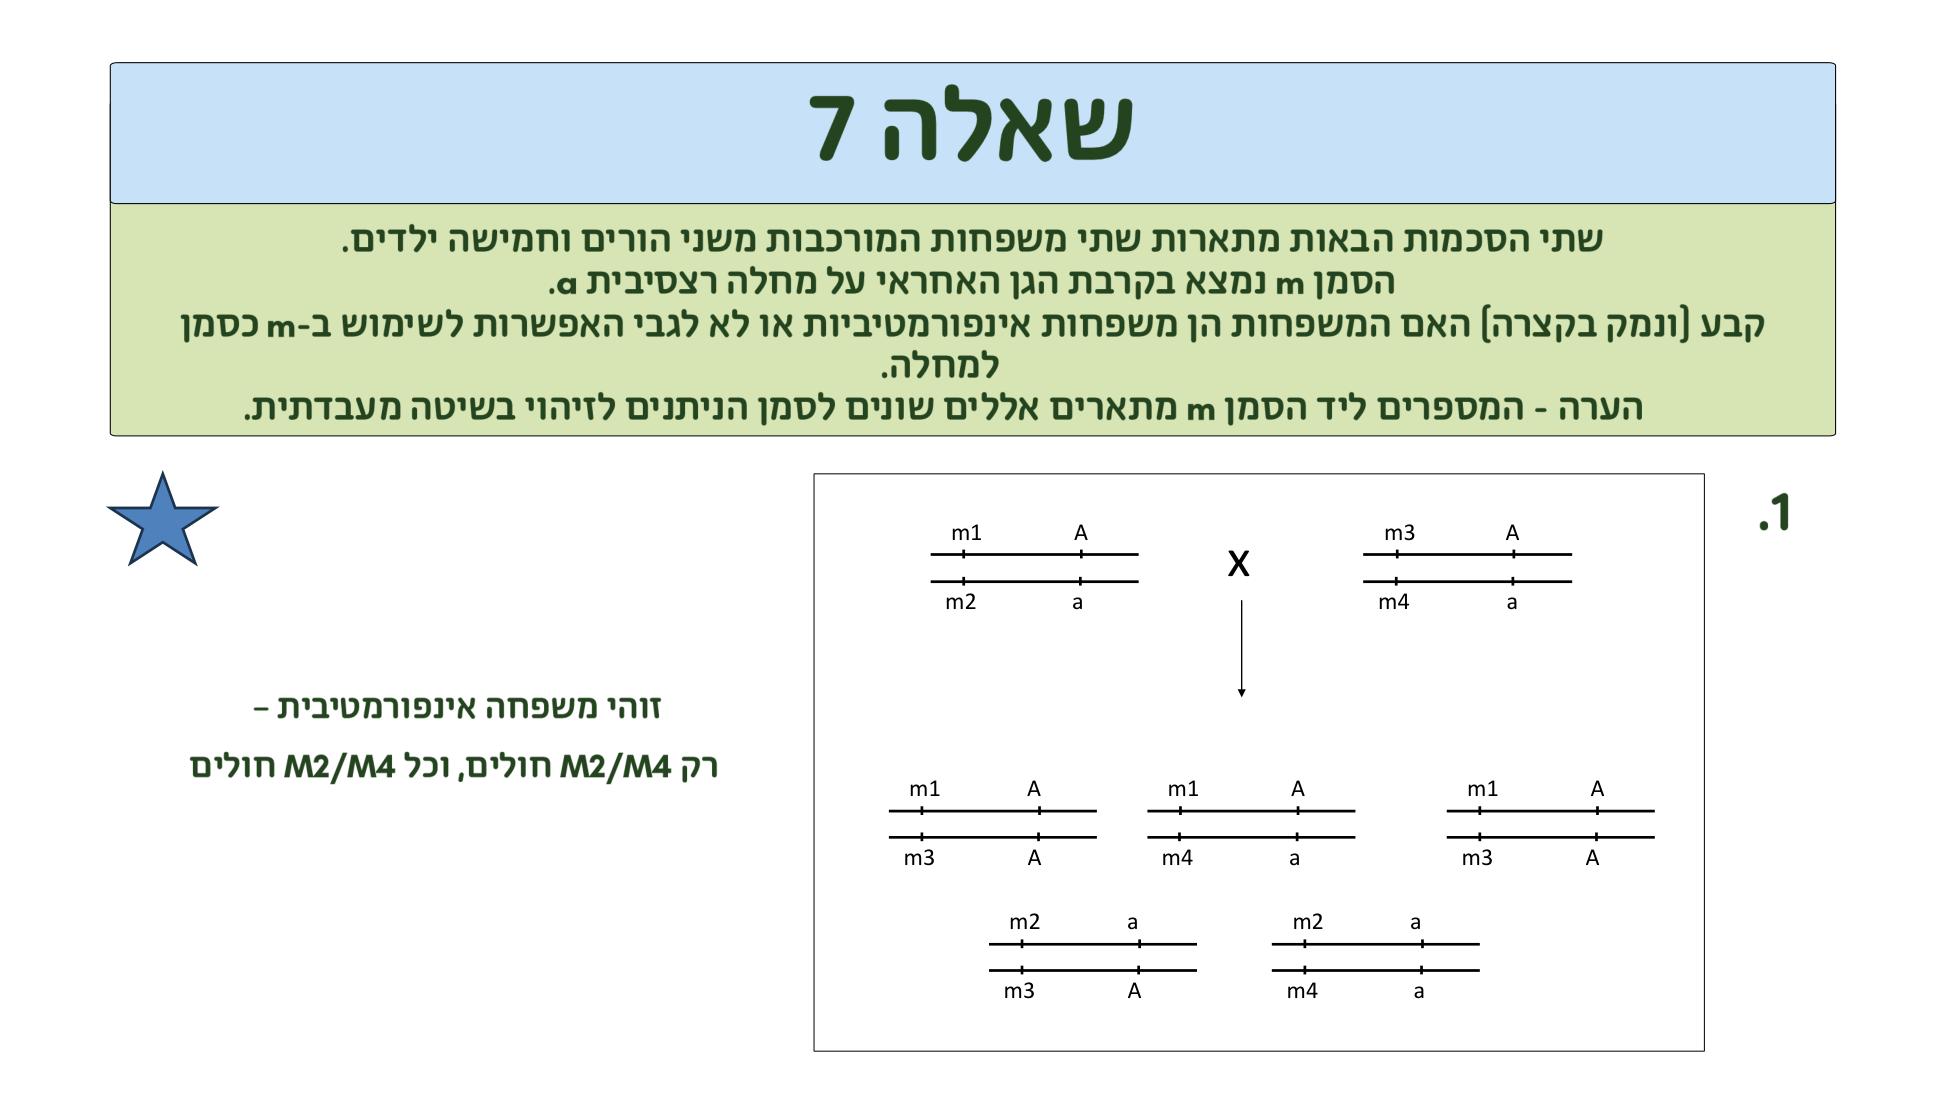 שאלה 7
שתי הסכמות הבאות מתארות שתי משפחות המורכבות משני הורים וחמישה ילדים.
הסמן m נמצא בקרבת הגן האחראי על מחלה רצסיבית a.
קבע (ונמק בקצרה) האם המשפחות הן משפחות אינפורמטיביות או לא לגבי האפשרות לשימוש ב-m כסמן
למחלה.
הערה - המספרים ליד הסמן m מתארים אללים שונים לסמן הניתנים לזיהוי בשיטה מעבדתית.
1.
m1 A m3 A
X
m2 a m4 a
זוהי משפחה אינפורמטיבית –
רק M2/M4 חולים, וכל M2/M4 חולים
m1 A m1 A m1 A
m3 A m4 a m3 A
m2 a m2 a
m3 A m4 a